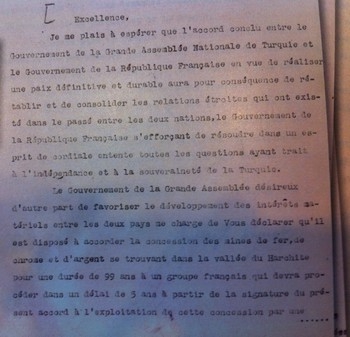 Excellence,
Je me plais à espérer que l'accord conclu entre le
Gouvernement de la Grande Assemblée Nationale de Turquie et
le Gouvernement de la République Française en vue de réaliser
une paix définitive et durable aura pour conséquence de ré-
tablir et de consolider les relations étroites qui ont exis-
té dans le passé entre les deux nations,le Gouvernement de
la République Française s'efforçant de résoudre dans un es-
prit de cordiale entente toutes les questions ayant trait
à l'indépendance et à la souveraineté de la Turquie.
Le Gouvernement de la Grande Assemblée désireux
d'autre part de favoriser le développement des intérêts ma-
tériels entre les deux pays me charge de Vous déclarer qu'il
est disposé à accorder la concession des mines de fer,de
chrome et d'argent se trouvant dans la vallée du Harchite
pour une durée de 99 ans à un groupe français qui devra pro-
céder dans un délai de 5 ans à partir de la signature du pré-
sent accord à l'exploitation de cette concession par une
......